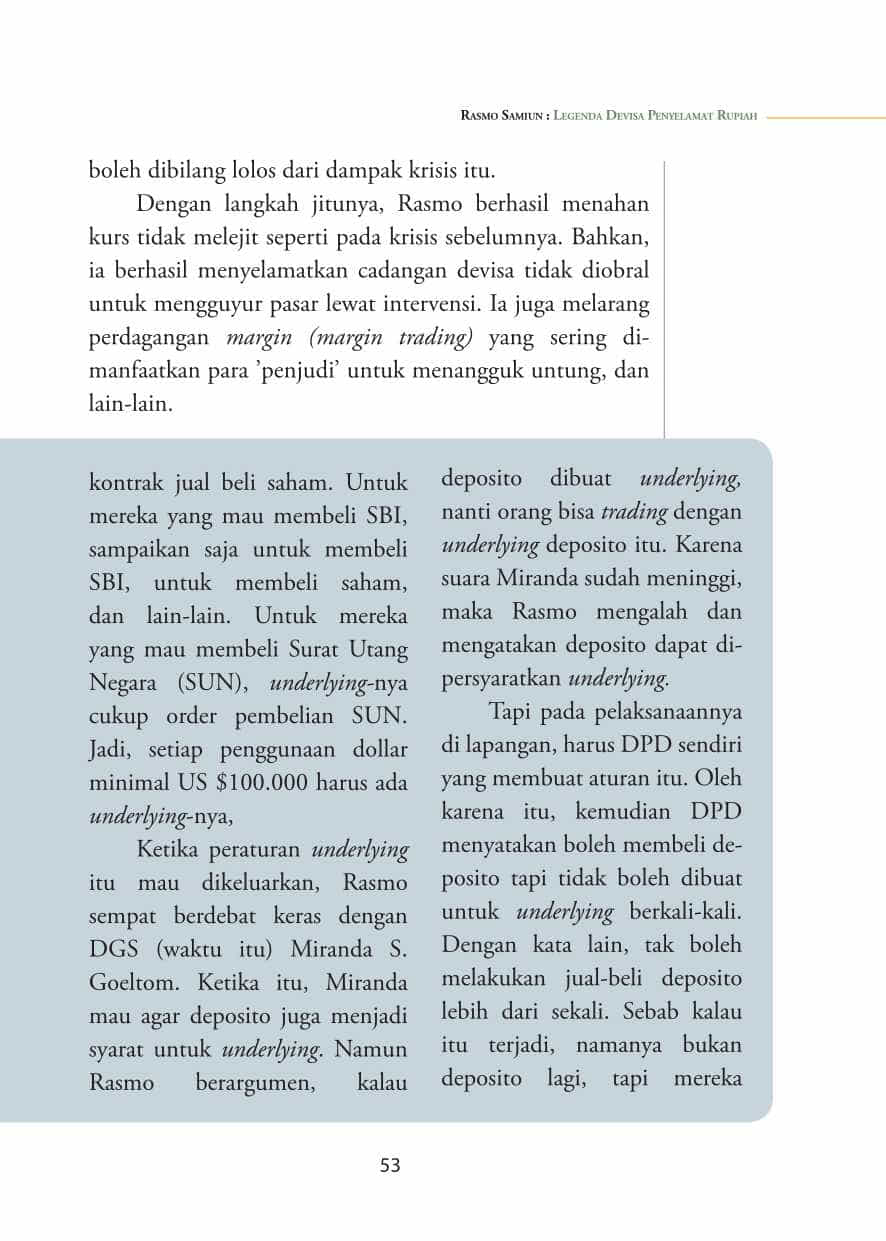 Rasmo Samiun : Legenda Devisa Penyelamat Rupiah
boleh dibilang lolos dari dampak krisis itu.
Dengan langkah jitunya, Rasmo berhasil menahan
kurs tidak melejit seperti pada krisis sebelumnya. Bahkan,
ia berhasil menyelamatkan cadangan devisa tidak diobral
untuk mengguyur pasar lewat intervensi. Ia juga melarang
perdagangan margin (margin trading) yang sering di-
manfaatkan para ’penjudi’ untuk menangguk untung, dan
lain-lain.
kontrak jual beli saham. Untuk
mereka yang mau membeli SBI,
sampaikan saja untuk membeli
SBI, untuk membeli saham,
dan lain-lain. Untuk mereka
yang mau membeli Surat Utang
Negara (SUN), underlying-nya
cukup order pembelian SUN.
Jadi, setiap penggunaan dollar
minimal US $100.000 harus ada
underlying-nya,
Ketika peraturan underlying
itu mau dikeluarkan, Rasmo
sempat berdebat keras dengan
DGS (waktu itu) Miranda S.
Goeltom. Ketika itu, Miranda
mau agar deposito juga menjadi
syarat untuk underlying. Namun
Rasmo berargumen, kalau
deposito dibuat underlying,
nanti orang bisa trading dengan
underlying deposito itu. Karena
suara Miranda sudah meninggi,
maka Rasmo mengalah dan
mengatakan deposito dapat di-
persyaratkan underlying.
Tapi pada pelaksanaannya
di lapangan, harus DPD sendiri
yang membuat aturan itu. Oleh
karena itu, kemudian DPD
menyatakan boleh membeli de-
posito tapi tidak boleh dibuat
untuk underlying berkali-kali.
Dengan kata lain, tak boleh
melakukan jual-beli deposito
lebih dari sekali. Sebab kalau
itu terjadi, namanya bukan
deposito lagi, tapi mereka
53